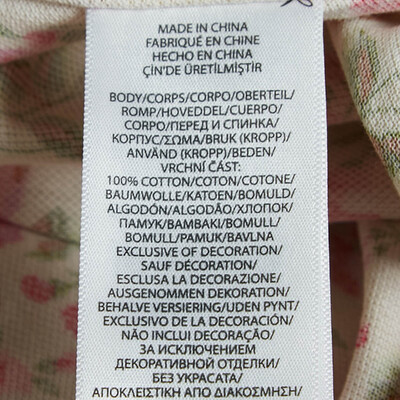 MADE IN CHINA
FABRIQUÉ EN CHINE
HECHO EN CHINA
ÇİN'DE ÜRETİLMİŞTİR
BODY/CORPS/CORPO/OBERTEIL/
ROMP/HOVEDDEL/CUERPO/
CORPO/ПЕРЕД И СПИНКА/
КОРПУС/ΣΩΜΑ/BRUK (KROPP)/
ANVÄND (KROPP)/BEDEN/
VRCHNÍ ČÁST:
100% COTTON/COTON/COTONE/
BAUMWOLLE/KATOEN/BOMULD/
ALGODÓN/ALGODÃO/ХЛОПОК/
ПАМУК/ΒΑΜΒΑΚΙ/BOMULL/
BOMULL/PAMUK/BAVLNA
EXCLUSIVE OF DECORATION/
SAUF DÉCORATION/
ESCLUSA LA DECORAZIONE/
AUSGENOMMEN DEKORATION/
BEHALVE VERSIERING/UDEN PYNT/
EXCLUSIVO DE LA DECORACIÓN/
NÃO INCLUI DECORAÇÃO/
ЗА ИСКЛЮЧЕНИЕМ
ДЕКОРАТИВНОЙ ОТДЕЛКИ/
БЕЗ УКРАСАТА/
ΑΠΟΚΛΕΙΣΤΙΚΗ ΑΠΟ ΔΙΑΚΟΣΜΗΣΗ/